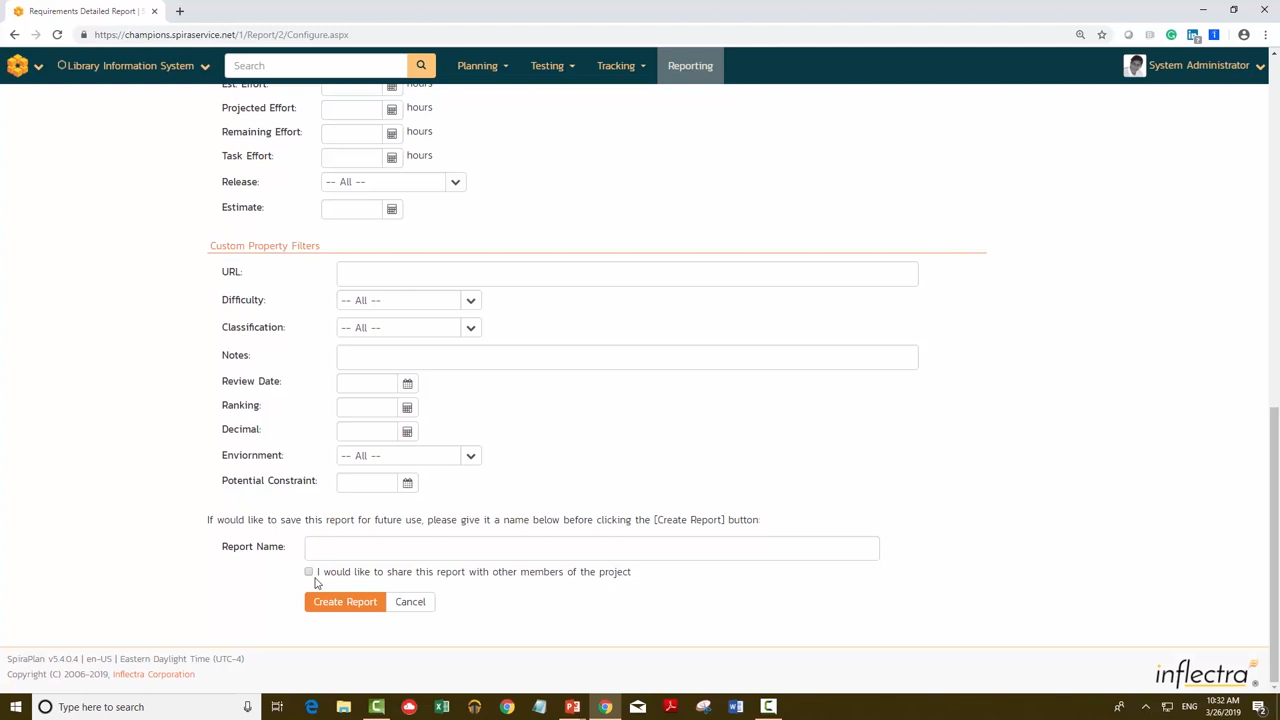 Requirements Detailed Report | S
https://champions.spiraservice.net/1/Report/2/Configure.aspx
Library Information System
Search
Planning
Testing
Tracking
Reporting
System Administrator
Est. Effort:
Projected Effort:
hours
Remaining Effort:
hours
Task Effort:
hours
Release:
-- All --
Estimate:
Custom Property Filters
URL:
Difficulty:
-- All --
Classification:
-- All --
Notes:
Review Date:
Ranking:
Decimal:
Enviornment:
-- All --
Potential Constraint:
If would like to save this report for future use, please give it a name below before clicking the [Create Report] button:
Report Name:
I would like to share this report with other members of the project
Create Report
Cancel
SpiraPlan v5.4.0.4 | en-US | Eastern Daylight Time (UTC-4)
Copyright (C) 2006-2019, Inflectra Corporation
inflectra
Type here to search
10:32 AM
3/26/2019